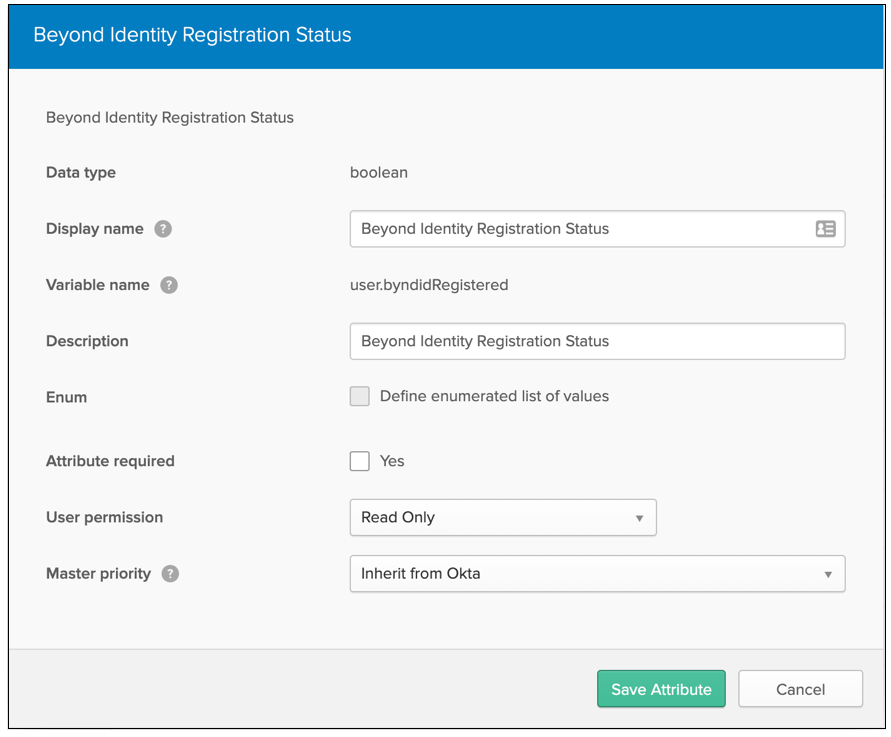 Beyond Identity Registration Status
Beyond Identity Registration Status
Data type boolean
Display name ? Beyond Identity Registration Status
Variable name ? user.byndidRegistered
Description Beyond Identity Registration Status
Enum Define enumerated list of values
Attribute required Yes
User permission Read Only
Master priority ? Inherit from Okta
Save Attribute Cancel